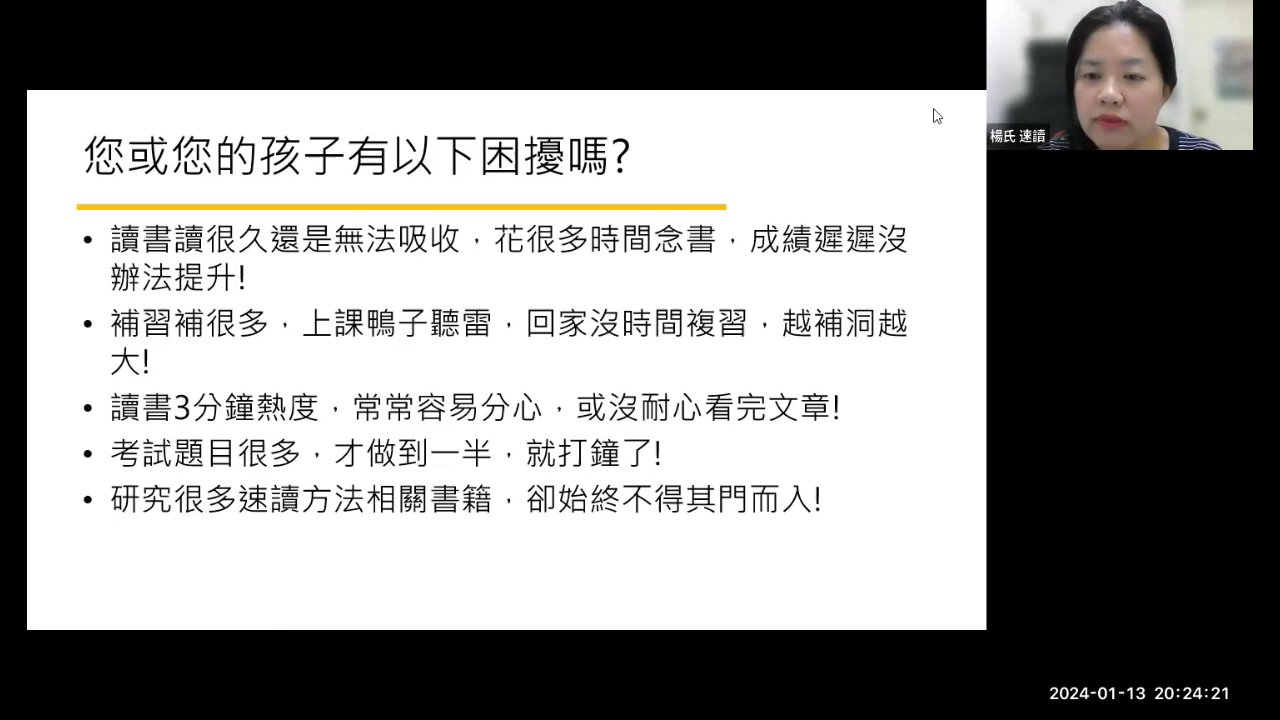 您或您的孩子有以下困擾嗎?
• 讀書讀很久還是無法吸收，花很多時間念書，成績遲遲沒
辦法提升!
• 補習補很多，上課鴨子聽雷，回家沒時間複習，越補洞越
大!
• 讀書3分鐘熱度，常常容易分心，或沒耐心看完文章!
• 考試題目很多，才做到一半，就打鐘了!
• 研究很多速讀方法相關書籍，卻始終不得其門而入!
楊氏 速讀
2024-01-13 20:24:21